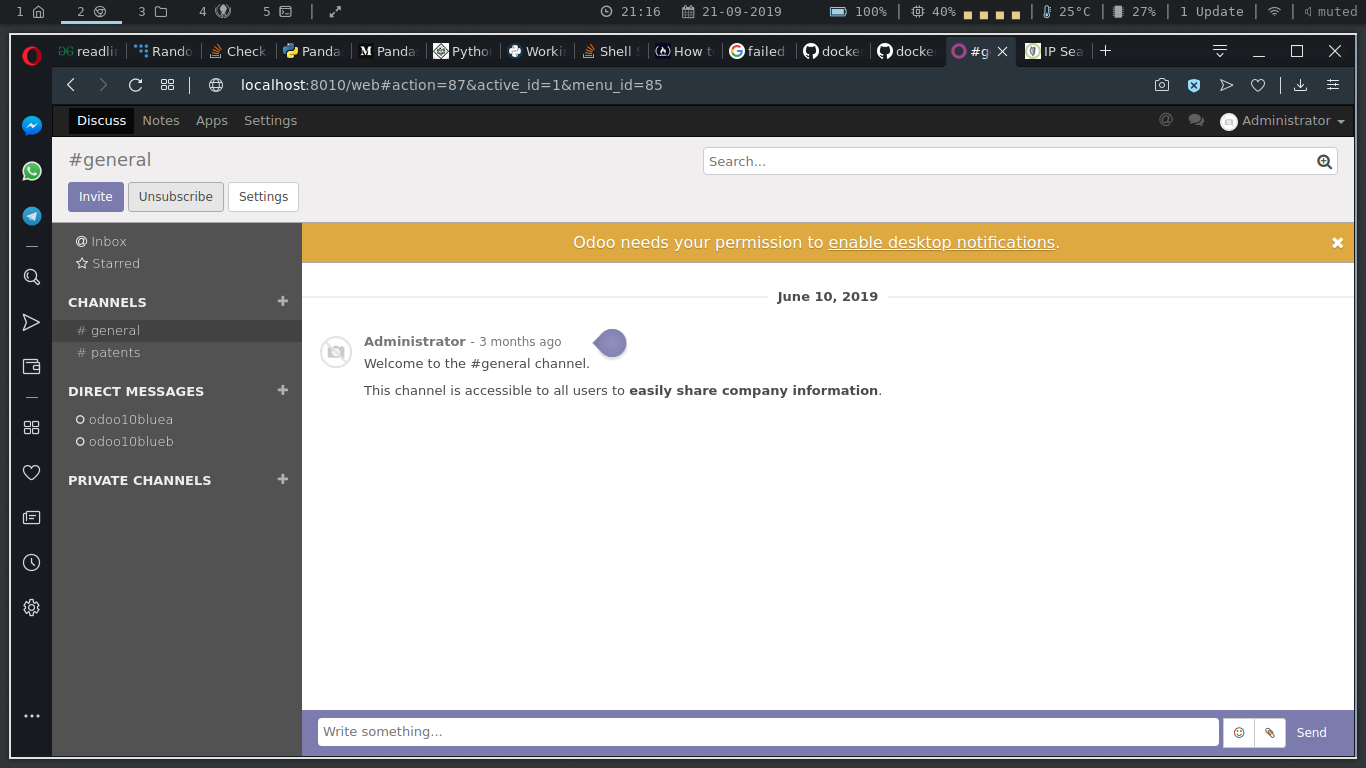 1 2 3 4 5 21:16 21-09-2019 100% 40% 25°C 27% 1 Update muted
readlin Rando Check Panda Panda Pytho Worki Shell S How t failed docke docke #g IP Sea
localhost:8010/web#action=87&active_id=1&menu_id=85
Discuss Notes Apps Settings @ Administrator
#general
Search...
Invite Unsubscribe Settings
Inbox
Starred
CHANNELS +
# general
# patents
DIRECT MESSAGES +
odoo10bluea
odoo10blueb
PRIVATE CHANNELS +
Odoo needs your permission to enable desktop notifications.
June 10, 2019
Administrator - 3 months ago
Welcome to the #general channel.
This channel is accessible to all users to easily share company information.
Write something...
Send